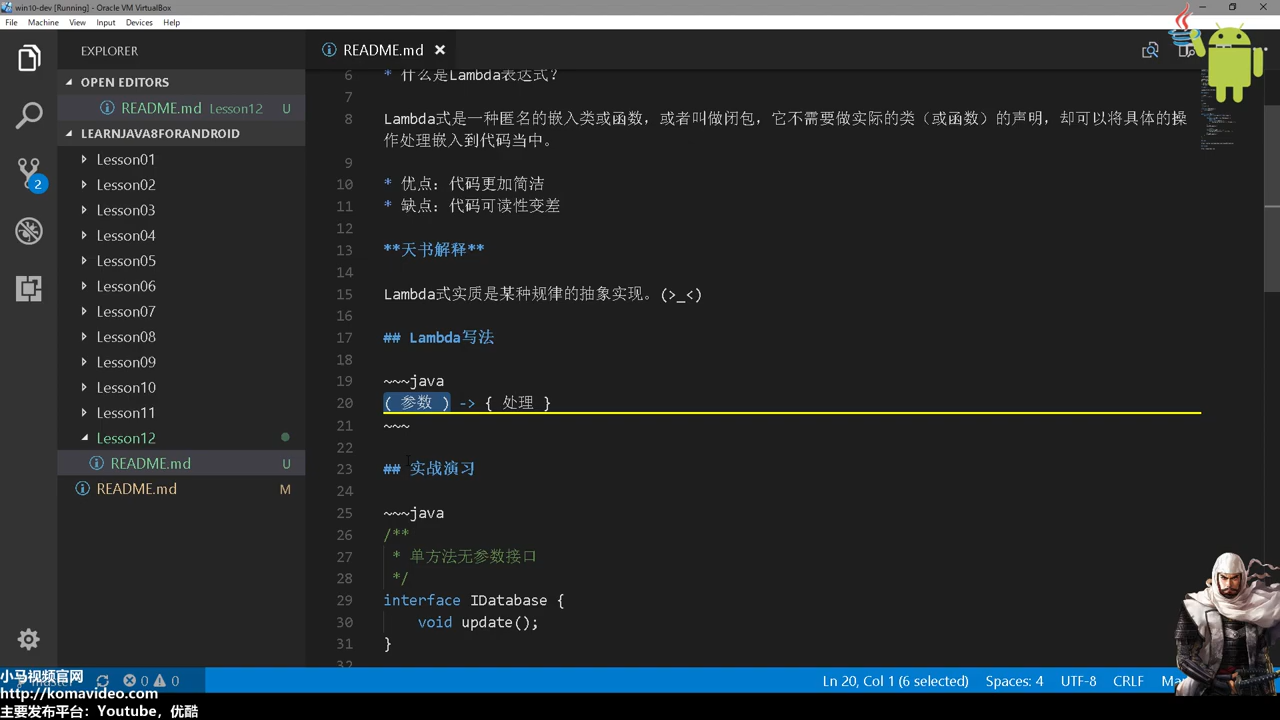 win10-dev [Running] - Oracle VM VirtualBox
File Machine View Input Devices Help
EXPLORER
OPEN EDITORS
README.md Lesson12 U
LEARNJAVA8FORANDROID
Lesson01
Lesson02
Lesson03
Lesson04
Lesson05
Lesson06
Lesson07
Lesson08
Lesson09
Lesson10
Lesson11
Lesson12
README.md U
README.md M
2
README.md
6 * 什么是Lambda表达式?
7
8 Lambda式是一种匿名的嵌入类或函数，或者叫做闭包，它不需要做实际的类（或函数）的声明，却可以将具体的操
作处理嵌入到代码当中。
9
10 * 优点：代码更加简洁
11 * 缺点：代码可读性变差
12
13 **天书解释**
14
15 Lambda式实质是某种规律的抽象实现。(>_<)
16
17 ## Lambda写法
18
19 ~~~java
20 ( 参数 ) -> { 处理 }
21 ~~~
22
23 ## 实战演习
24
25 ~~~java
26 /**
27 * 单方法无参数接口
28 */
29 interface IDatabase {
30 void update();
31 }
32
小马视频官网
http://komavideo.com
主要发布平台：Youtube，优酷
0 0
Ln 20, Col 1 (6 selected) Spaces: 4 UTF-8 CRLF
Java